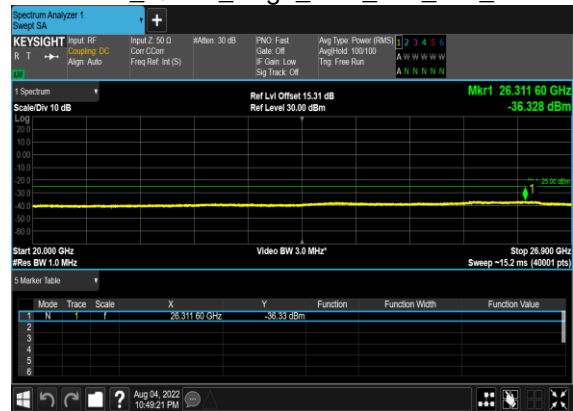 Spectrum Analyzer 1
Swept SA
+
KEYSIGHT Input: RF Input Z: 50 Ω #Atten: 30 dB PNO: Fast Avg Type: Power (RMS) 1 2 3 4 5 6
R T Coupling: DC Corr CCorr Gate: Off Avg|Hold: 100/100 A W W W W W
Align: Auto Freq Ref: Int (S) IF Gain: Low Trig: Free Run
LXI Sig Track: Off A N N N N N
1 Spectrum Ref Lvl Offset 15.31 dB Mkr1 26.311 60 GHz
Scale/Div 10 dB Ref Level 30.00 dBm -36.328 dBm
Log
20.0
10.0
0.00
-10.0
-20.0
-25.00 dBm
-30.0
1
-40.0
-50.0
-60.0
Start 20.000 GHz Video BW 3.0 MHz* Stop 26.900 GHz
#Res BW 1.0 MHz Sweep ~15.2 ms (40001 pts)
5 Marker Table
Mode Trace Scale X Y Function Function Width Function Value
1 N 1 f 26.311 60 GHz -36.33 dBm
2
3
4
5
6
? Aug 04, 2022
10:49:21 PM